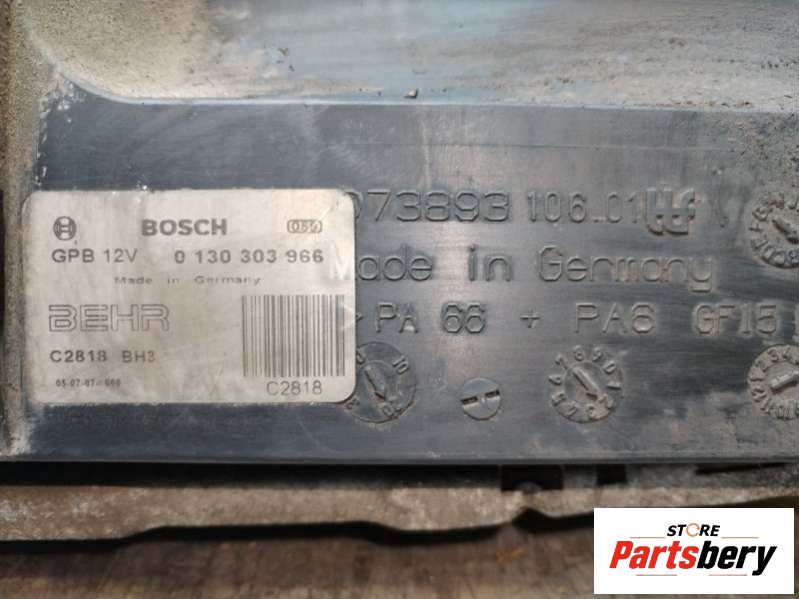 BOSCH
GPB 12V 0 130 303 966
Made in Germany
BEHR
C2818 BH3
C2818
73893 106.01
Made in Germany
PA 66 + PA6 GF15
STORE
Partsbery